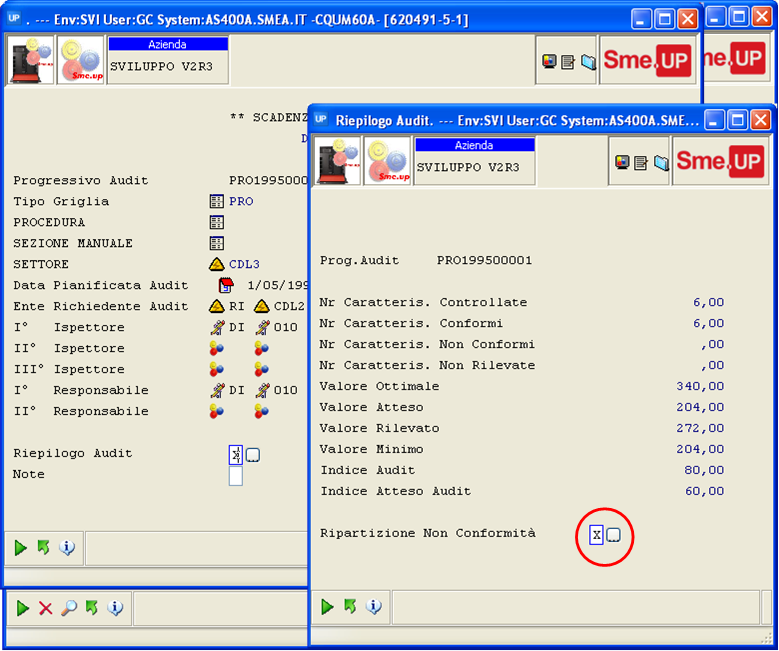 UP . --- Env:SVI User:GC System:AS400A.SMEA.IT -CQUM60A- [620491-5-1]
Sme.up
Azienda
SVILUPPO V2R3
Sme.UP
me.UP
** SCADENZ
D
Progressivo Audit PRO1995000
Tipo Griglia PRO
PROCEDURA
SEZIONE MANUALE
SETTORE CDL3
Data Pianificata Audit 1/05/199
Ente Richiedente Audit RI CDL2
I° Ispettore DI 010
II° Ispettore
III° Ispettore
I° Responsabile DI 010
II° Responsabile
Riepilogo Audit X ...
Note
UP Riepilogo Audit. --- Env:SVI User:GC System:AS400A.SME...
Sme.up
Azienda
SVILUPPO V2R3
Sme.UP
Prog.Audit PRO199500001
Nr Caratteris. Controllate 6,00
Nr Caratteris. Conformi 6,00
Nr Caratteris. Non Conformi ,00
Nr Caratteris. Non Rilevate ,00
Valore Ottimale 340,00
Valore Atteso 204,00
Valore Rilevato 272,00
Valore Minimo 204,00
Indice Audit 80,00
Indice Atteso Audit 60,00
Ripartizione Non Conformità X ...